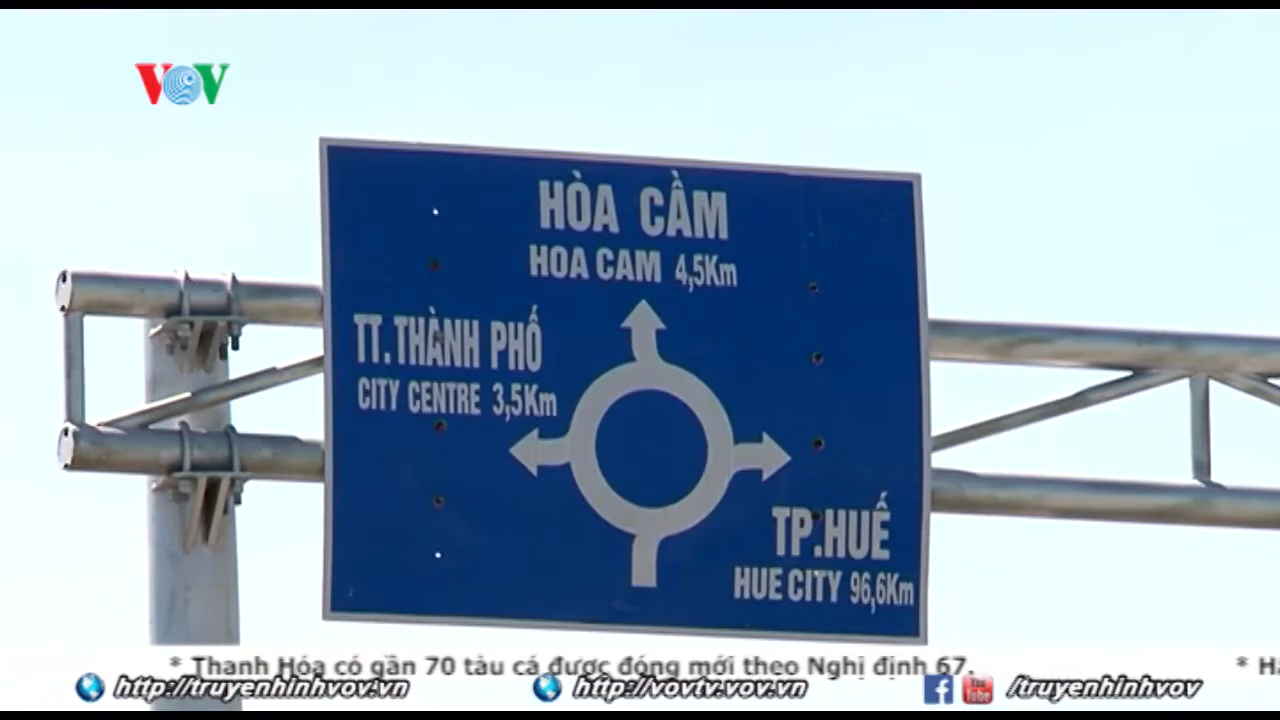 VOV
HÒA CẦM
HOA CAM 4,5Km
TT.THÀNH PHỐ
CITY CENTRE 3,5Km
TP.HUẾ
HUE CITY 96,6Km
* Thanh Hóa có gần 70 tàu cá được đóng mới theo Nghị định 67.
http://truyenhinhvov.vn http://vovtv.vov.vn You Tube /truyenhinhvov